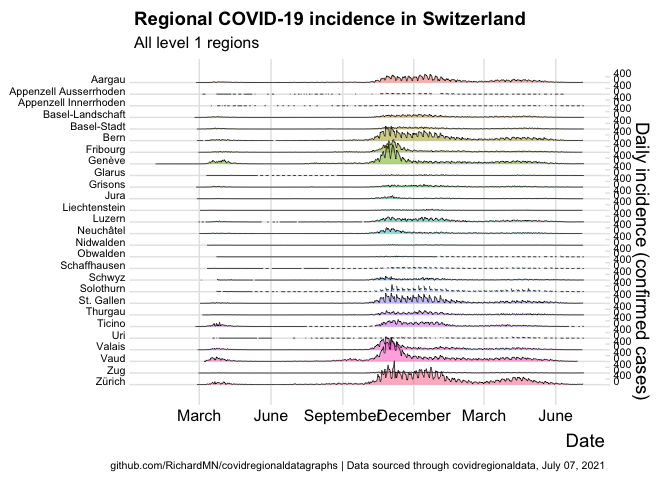 Regional COVID-19 incidence in Switzerland
All level 1 regions
Aargau
Appenzell Ausserrhoden
Appenzell Innerrhoden
Basel-Landschaft
Basel-Stadt
Bern
Fribourg
Genève
Glarus
Grisons
Jura
Liechtenstein
Luzern
Neuchâtel
Nidwalden
Obwalden
Schaffhausen
Schwyz
Solothurn
St. Gallen
Thurgau
Ticino
Uri
Valais
Vaud
Zug
Zürich
400
Daily incidence (confirmed cases)
March June September December March June
Date
github.com/RichardMN/covidregionaldatagraphs | Data sourced through covidregionaldata, July 07, 2021